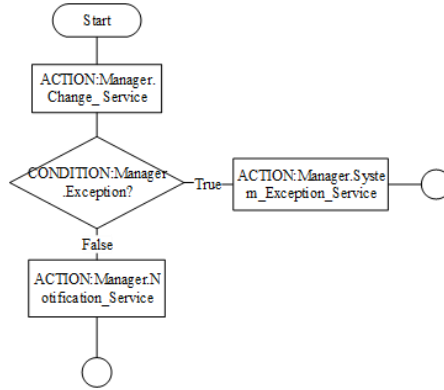 Start
ACTION:Manager.
Change_ Service
CONDITION:Manager
.Exception?
True
ACTION:Manager.Syste
m_Exception_Service
False
ACTION:Manager.N
otification_Service